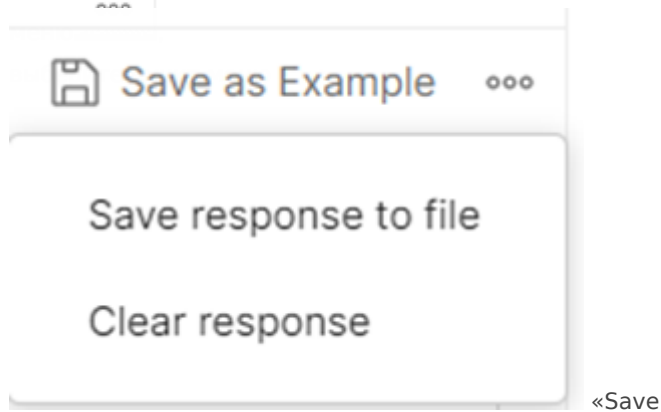 Save as Example
Save response to file
Clear response
«Save